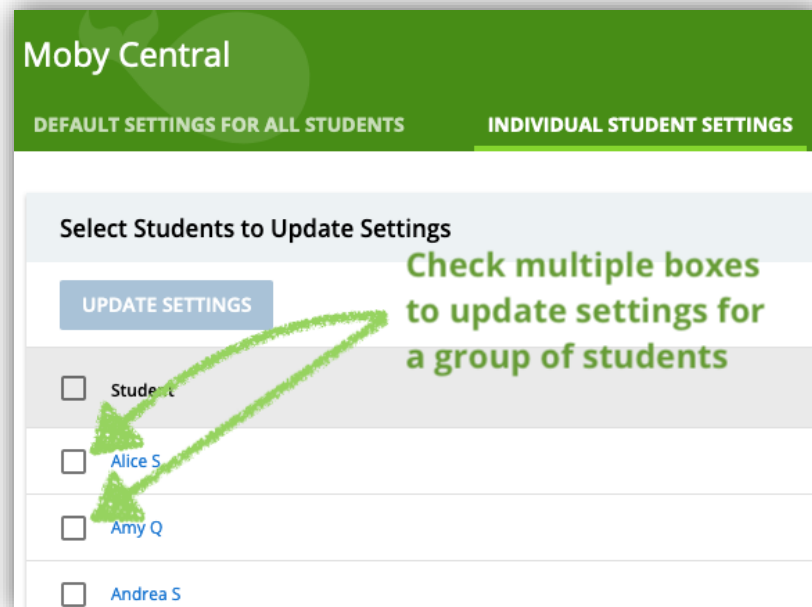 Moby Central
DEFAULT SETTINGS FOR ALL STUDENTS
INDIVIDUAL STUDENT SETTINGS
Select Students to Update Settings
Check multiple boxes
to update settings for
a group of students
UPDATE SETTINGS
Student
Alice S
Amy Q
Andrea S